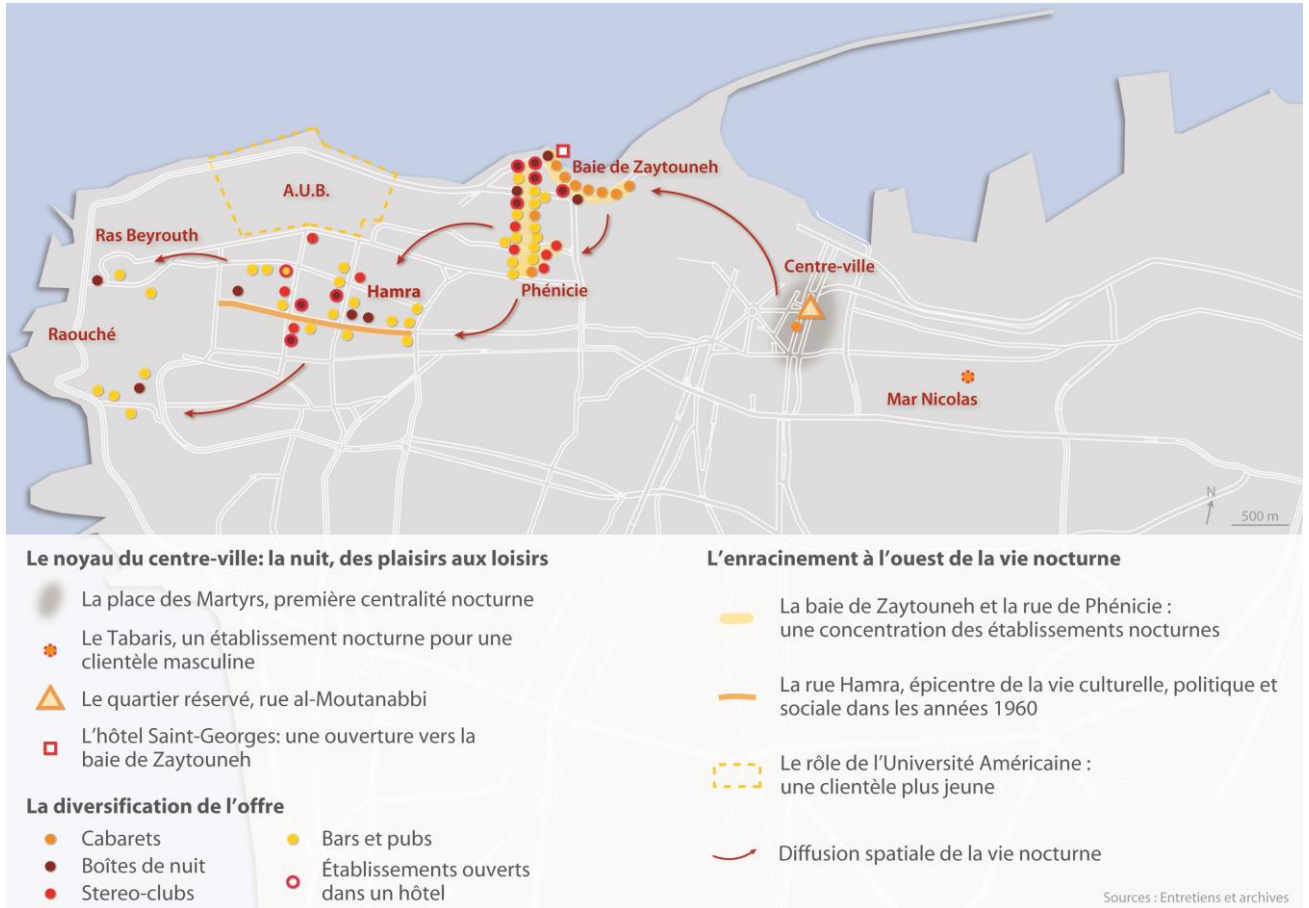 Baie de Zaytouneh
A.U.B.
Ras Beyrouth
Centre-ville
Hamra
Phénicie
Raouché
Mar Nicolas
N
500 m
Le noyau du centre-ville: la nuit, des plaisirs aux loisirs
La place des Martyrs, première centralité nocturne
Le Tabaris, un établissement nocturne pour une
clientèle masculine
Le quartier réservé, rue al-Moutanabbi
L'hôtel Saint-Georges: une ouverture vers la
baie de Zaytouneh
La diversification de l'offre
Cabarets
Boîtes de nuit
Stereo-clubs
Bars et pubs
Établissements ouverts
dans un hôtel
L'enracinement à l'ouest de la vie nocturne
La baie de Zaytouneh et la rue de Phénicie :
une concentration des établissements nocturnes
La rue Hamra, épicentre de la vie culturelle, politique et
sociale dans les années 1960
Le rôle de l'Université Américaine :
une clientèle plus jeune
Diffusion spatiale de la vie nocturne
Sources : Entretiens et archives